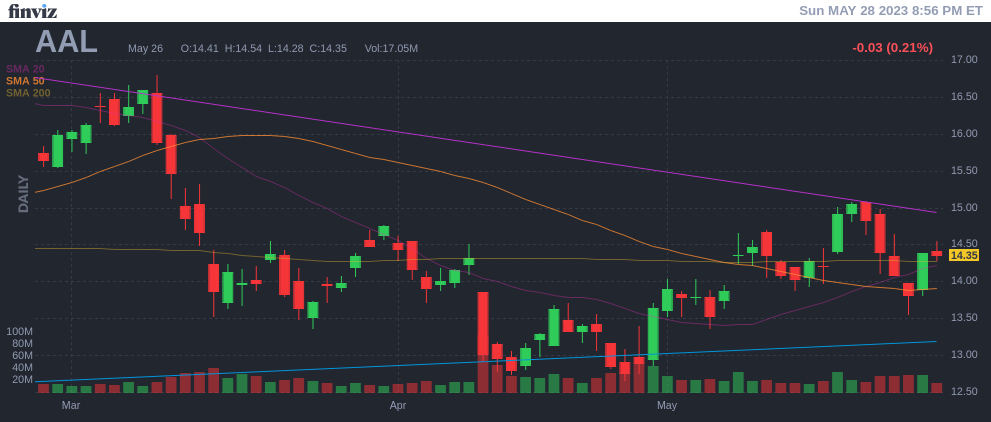 finviz
Sun MAY 28 2023 8:56 PM ET
AAL
May 26 O:14.41 H:14.54 L:14.28 C:14.35 Vol:17.05M
-0.03 (0.21%)
SMA 20
SMA 50
SMA 200
DAILY
17.00
16.50
16.00
15.50
15.00
14.50
14.35
14.00
13.50
13.00
12.50
100M
80M
60M
40M
20M
Mar Apr May